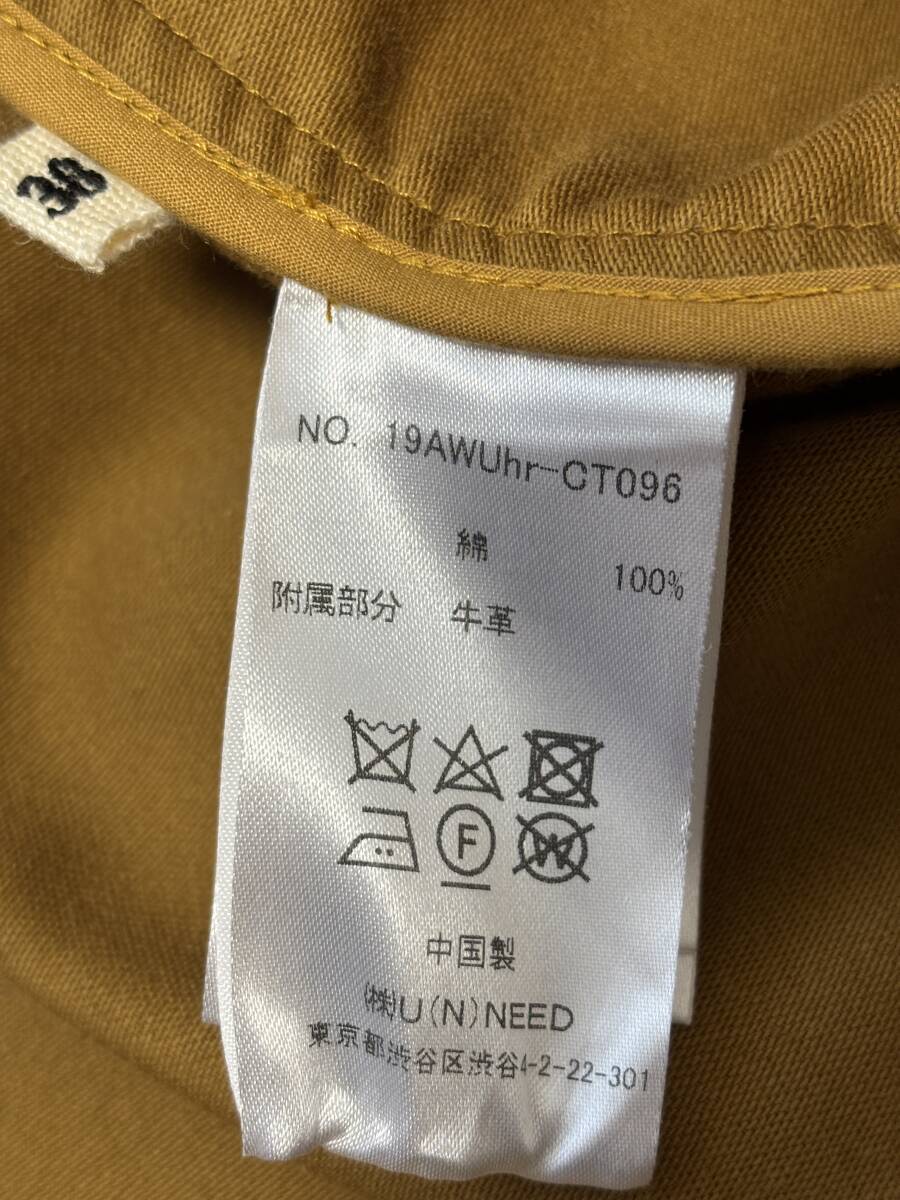 38
NO. 19AWUhr-CT096
綿 100%
附属部分 牛革
F
W
中国製
(株)U(N)NEED
東京都渋谷区渋谷4-2-22-301